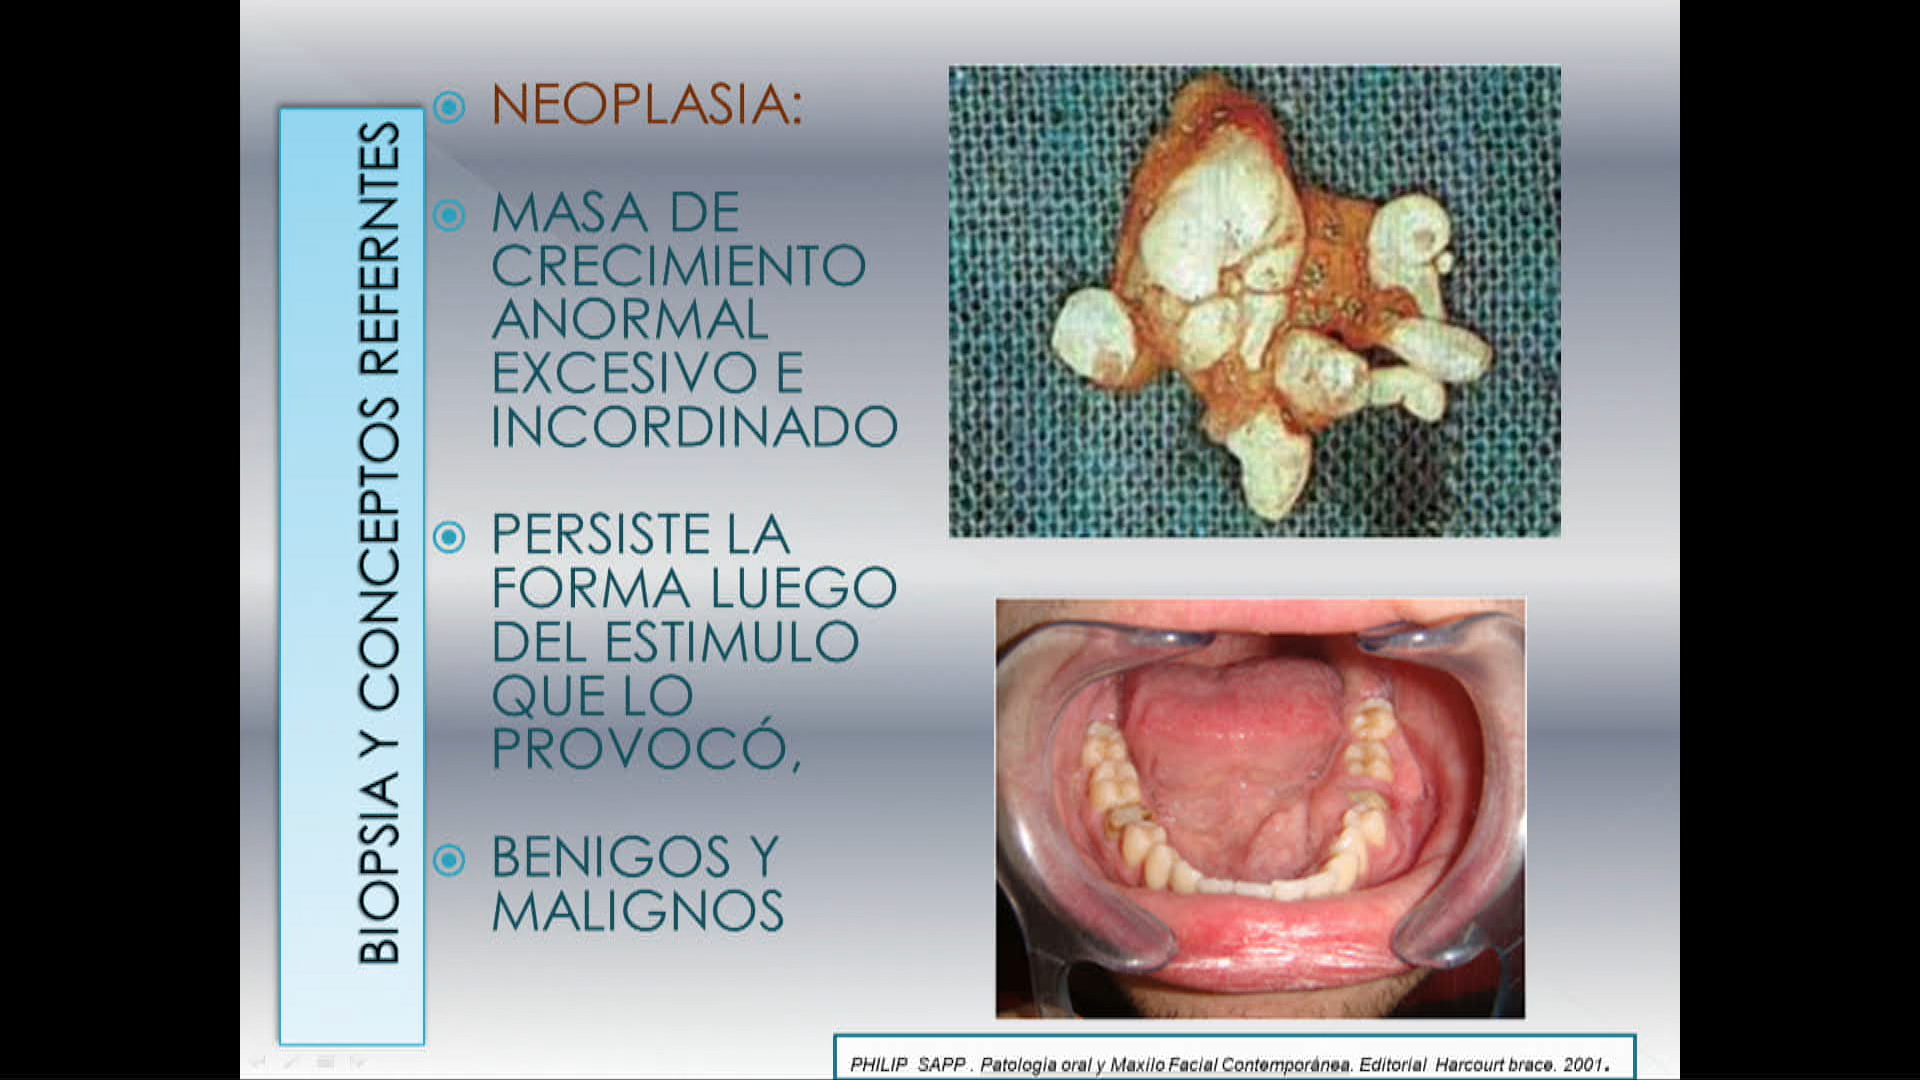 BIOPSIA Y CONCEPTOS REFERNTES
NEOPLASIA:
MASA DE
CRECIMIENTO
ANORMAL
EXCESIVO E
INCORDINADO
PERSISTE LA
FORMA LUEGO
DEL ESTIMULO
QUE LO
PROVOCÓ,
BENIGOS Y
MALIGNOS
PHILIP SAPP . Patologia oral y Maxilo Facial Contemporánea. Editorial Harcourt brace. 2001.